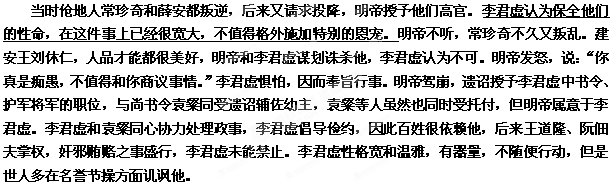 当时伧地人常珍奇和薛安都叛逆，后来又请求投降，明帝授予他们高官。李君虚认为保全他们
的性命，在这件事上已经很宽大，不值得格外施加特别的恩宠。明帝不听，常珍奇不久又叛乱。建
安王刘休仁，人品才能都很美好，明帝和李君虚谋划诛杀他，李君虚认为不可。明帝发怒，说：“你
真是痴愚，不值得和你商议事情。”李君虚惧怕，因而奉旨行事。明帝驾崩，遗诏授予李君虚中书令、
护军将军的职位，与尚书令袁粲同受遗诏辅佐幼主，袁粲等人虽然也同时受托付，但明帝属意于李
君虚。李君虚和袁粲同心协力处理政事，李君虚倡导俭约，因此百姓很依赖他，后来王道隆、阮佃
夫掌权，奸邪贿赂之事盛行，李君虚未能禁止。李君虚性格宽和温雅，有器量，不随便行动，但是
世人多在名誉节操方面讥讽他。